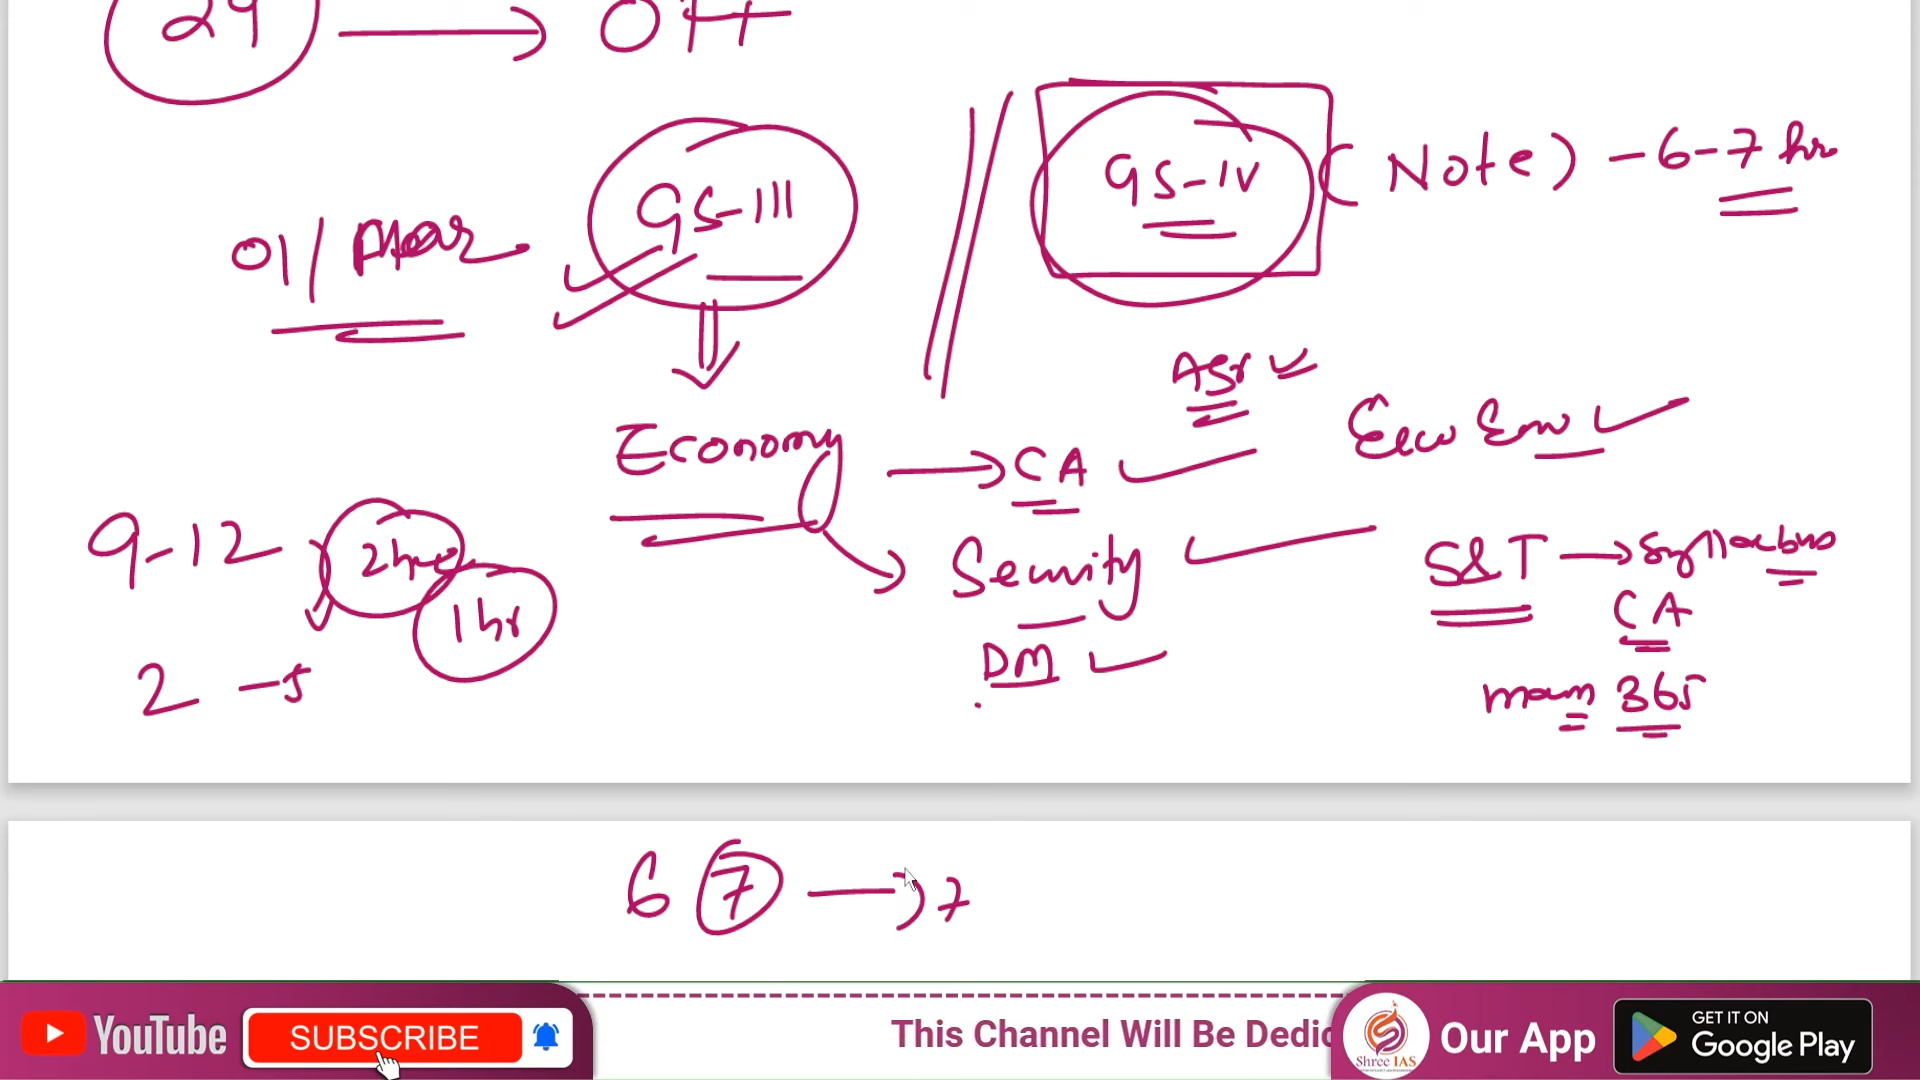 29 → OFF
GS-IV (Note) - 6-7 hr
GS-III
01/Mar
Agr
Economy → CA
Eco Env
9-12 2hr
Security
S&T → Syllabus
1hr
CA
DM
2-5
365
6 7 → 7
YouTube
SUBSCRIBE
This Channel Will Be Dedic
Shree IAS
Our App
GET IT ON
Google Play